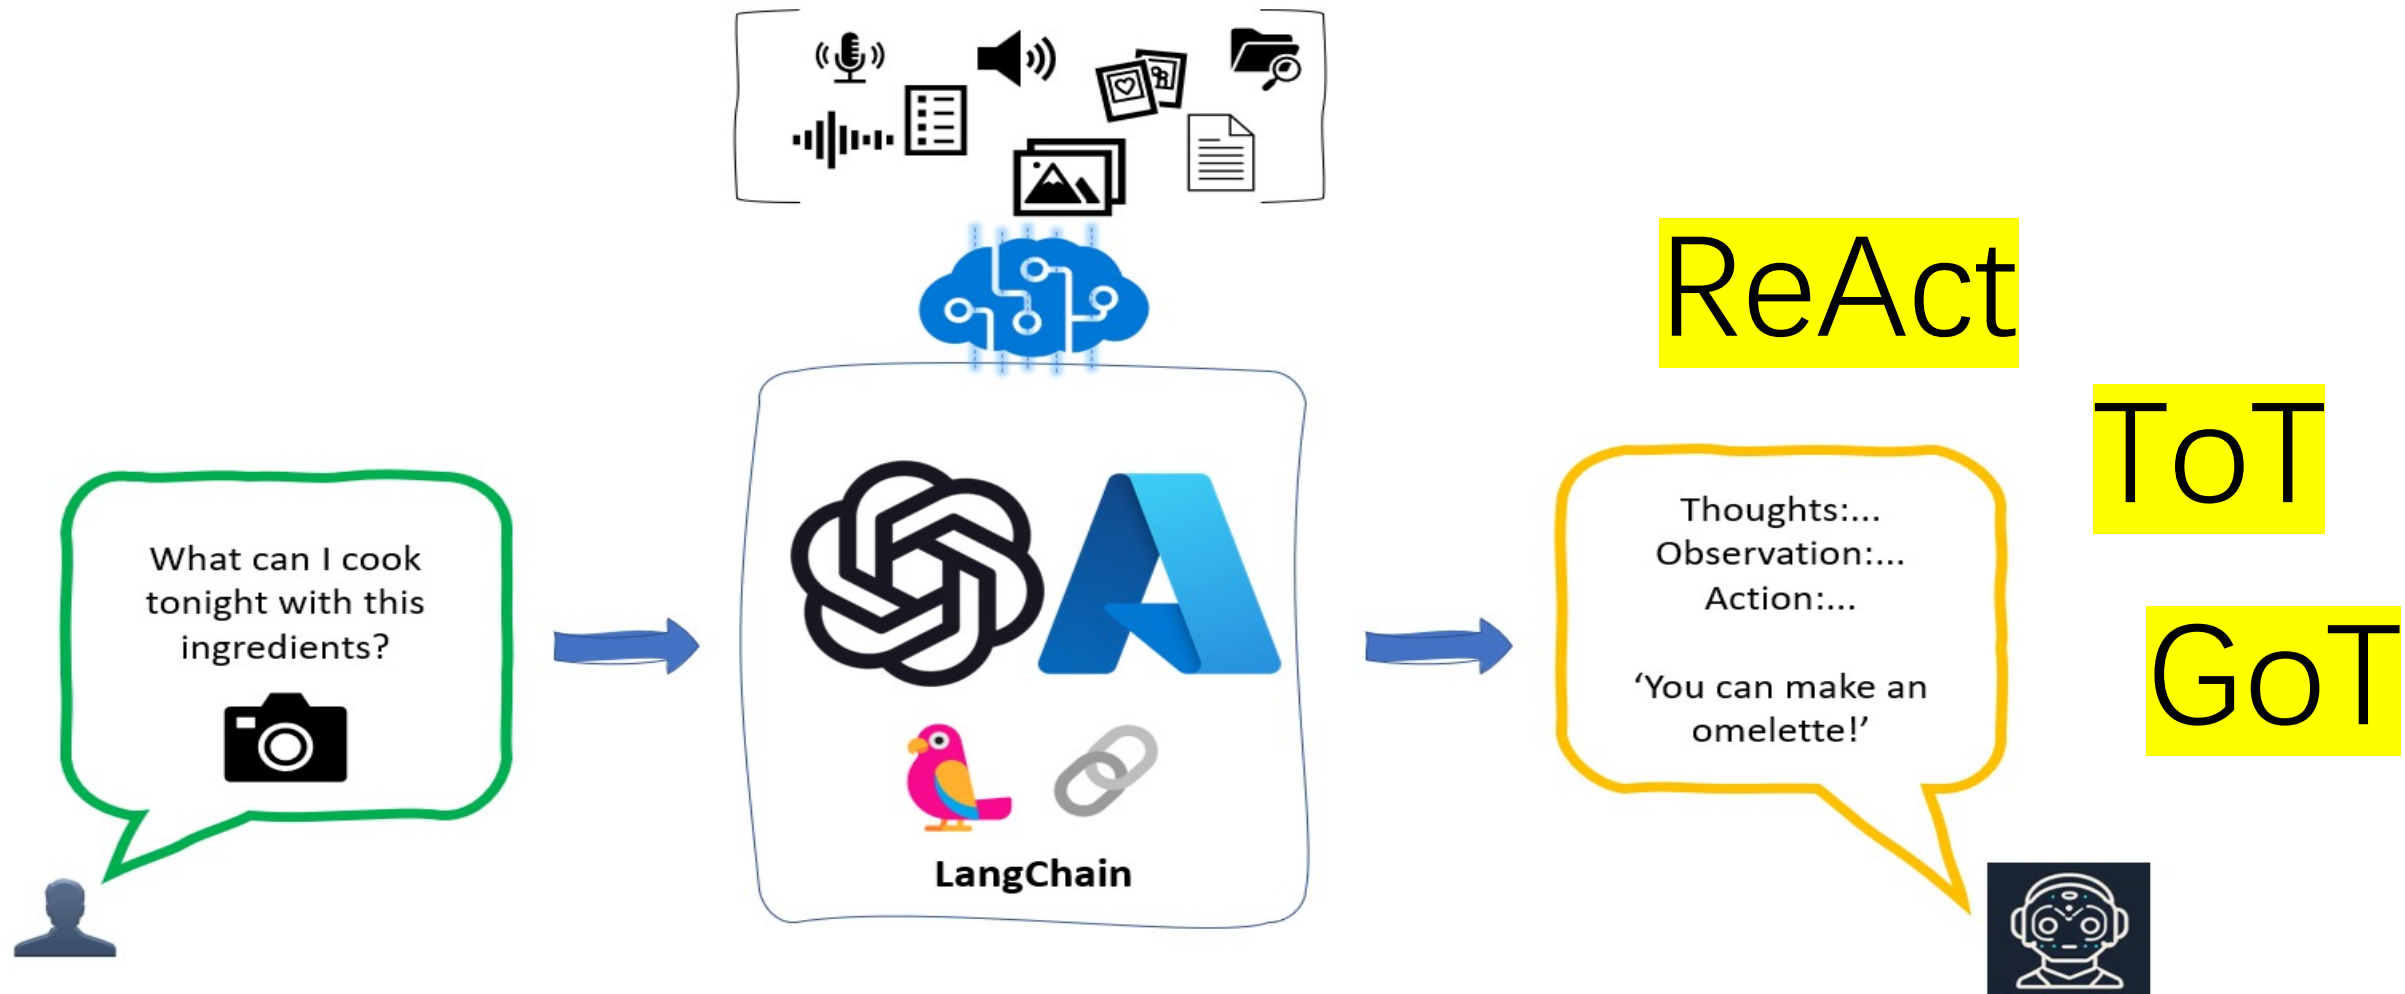 What can I cook
tonight with this
ingredients?
LangChain
ReAct
ToT
GoT
Thoughts:...
Observation:...
Action:...
‘You can make an
omelette!’